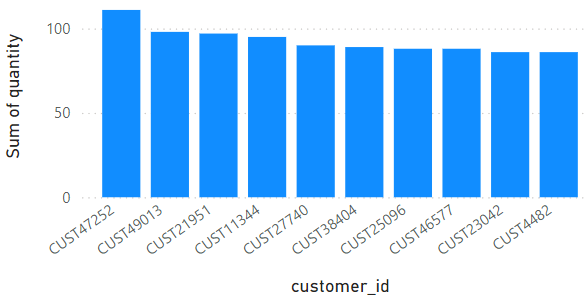 Sum of quantity
100
50
0
CUST47252
CUST49013
CUST21951
CUST11344
CUST27740
CUST38404
CUST25096
CUST46577
CUST23042
CUST4482
customer_id